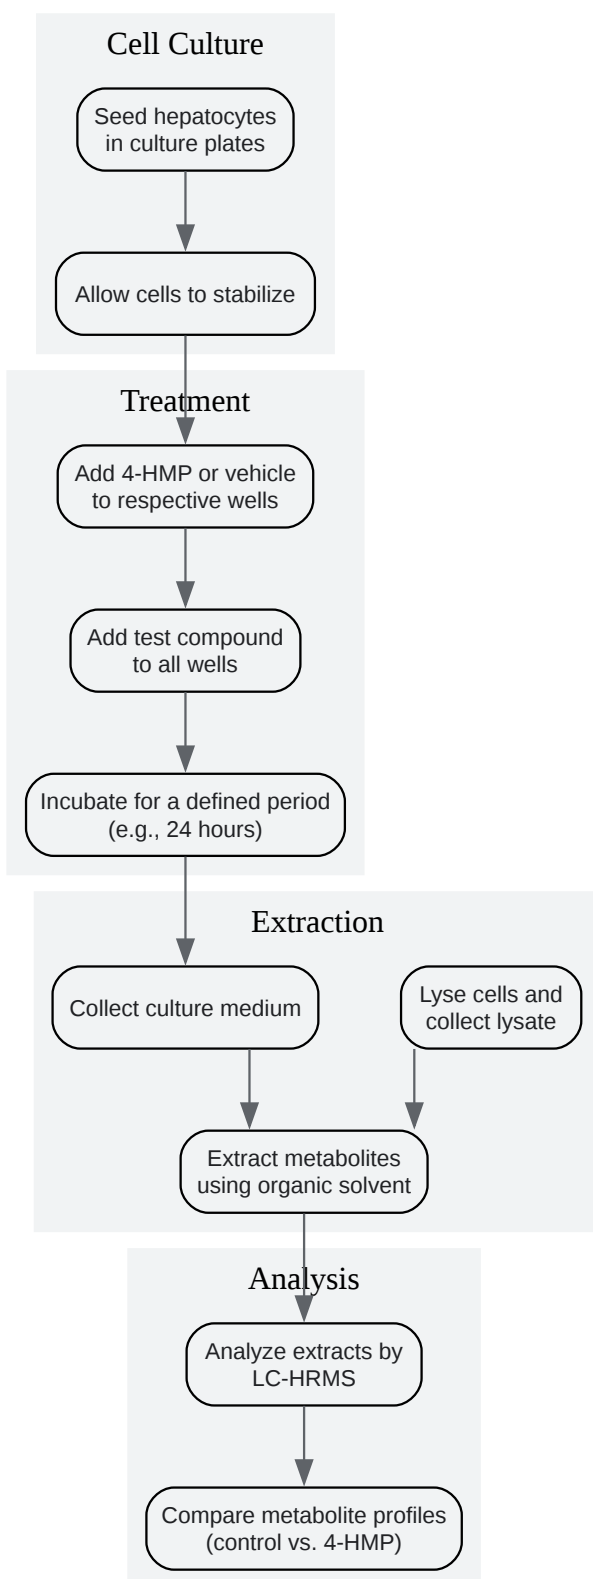 Cell Culture
Seed hepatocytes
in culture plates
Allow cells to stabilize
Treatment
Add 4-HMP or vehicle
to respective wells
Add test compound
to all wells
Incubate for a defined period
(e.g., 24 hours)
Extraction
Collect culture medium
Lyse cells and
collect lysate
Extract metabolites
using organic solvent
Analysis
Analyze extracts by
LC-HRMS
Compare metabolite profiles
(control vs. 4-HMP)